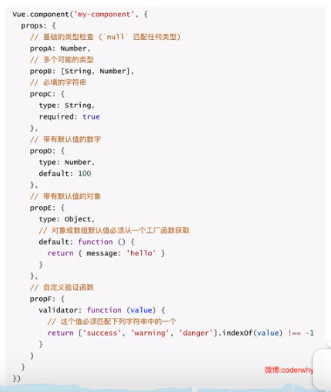 Vue.component('my-component', {
props: {
// 基础的类型检查 (`null` 匹配任何类型)
propA: Number,
// 多个可能的类型
propB: [String, Number],
// 必填的字符串
propC: {
type: String,
required: true
},
// 带有默认值的数字
propD: {
type: Number,
default: 100
},
// 带有默认值的对象
propE: {
type: Object,
// 对象或数组默认值必须从一个工厂函数获取
default: function () {
return { message: 'hello' }
}
},
// 自定义验证函数
propF: {
validator: function (value) {
// 这个值必须匹配下列字符串中的一个
return ['success', 'warning', 'danger'].indexOf(value) !== -1
}
}
}
})
微博:coderwhy